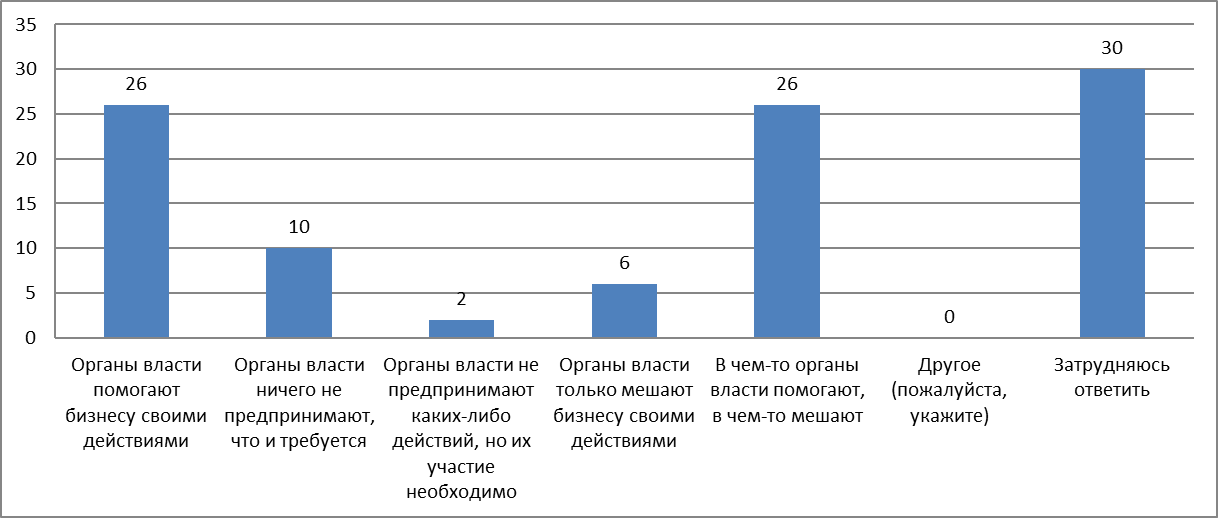 35
30
25
20
15
10
5
0
26
10
2
6
26
0
30
Органы власти
помогают
бизнесу своими
действиями
Органы власти
ничего не
предпринимают,
что и требуется
Органы власти не
предпринимают
каких-либо
действий, но их
участие
необходимо
Органы власти
только мешают
бизнесу своими
действиями
В чем-то органы
власти помогают,
в чем-то мешают
Другое
(пожалуйста,
укажите)
Затрудняюсь
ответить